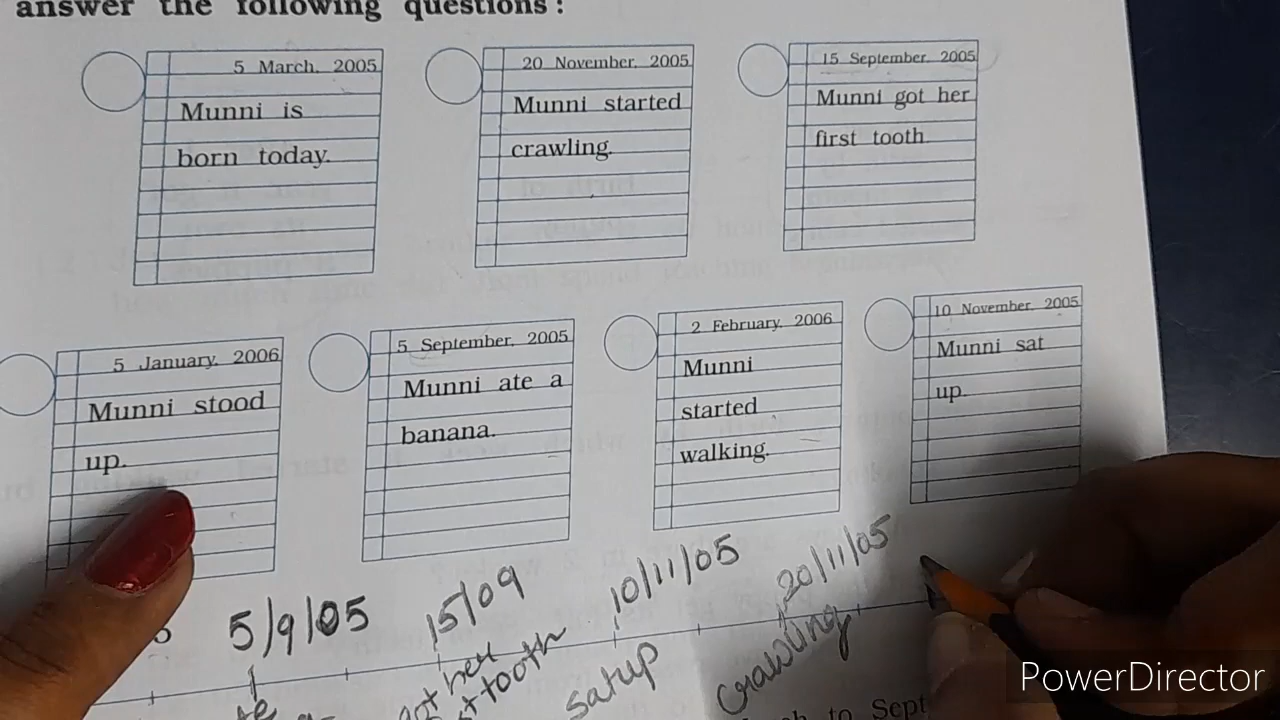 answer the following questions :
5 March, 2005
Munni is
born today.
20 November, 2005
Munni started
crawling.
15 September, 2005
Munni got her
first tooth.
5 January, 2006
Munni stood
up.
5 September, 2005
Munni ate a
banana.
2 February, 2006
Munni
started
walking.
10 November, 2005
Munni sat
up.
5/9/05
15/09
10/11/05
20/11/05
her
tooth
satup
Crawling
to Sept
PowerDirector